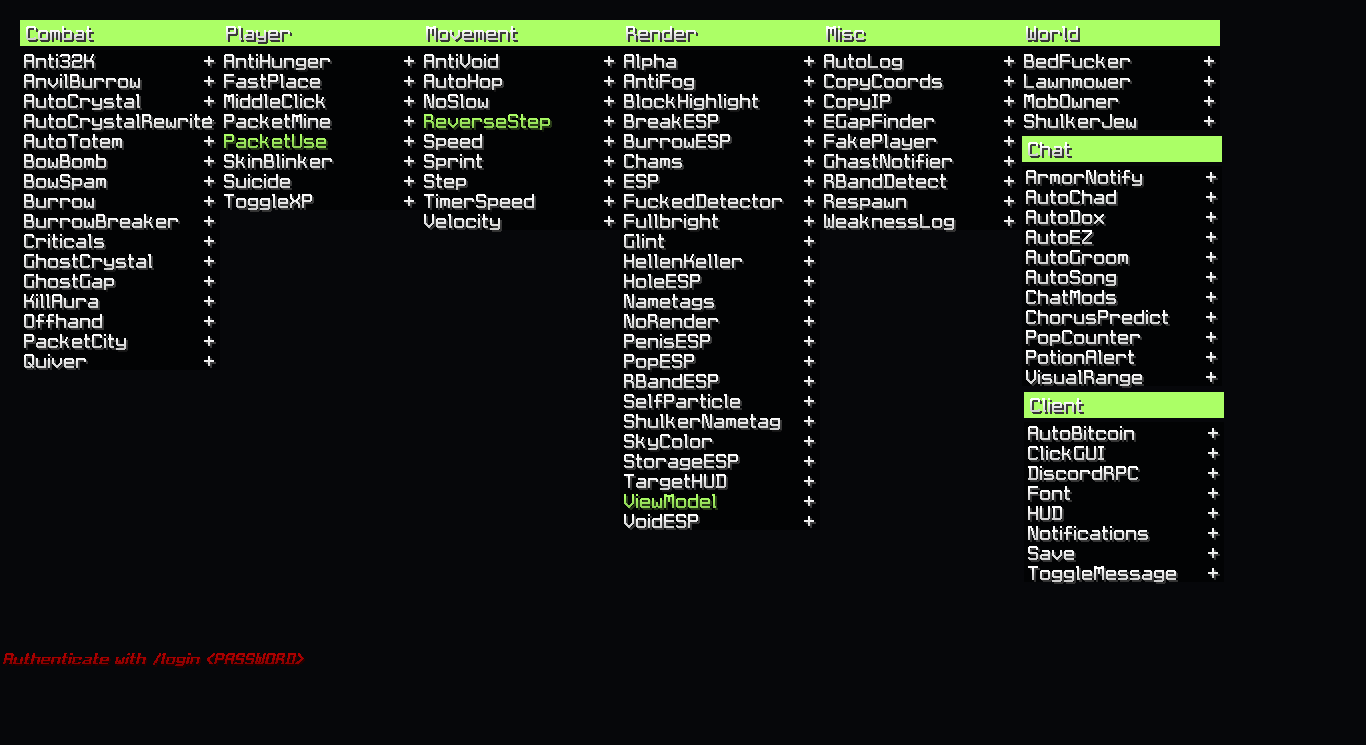 Combat
Anti32K +
AnvilBurrow +
AutoCrystal +
AutoCrystalRewrite +
AutoTotem +
BowBomb +
BowSpam +
Burrow +
BurrowBreaker +
Criticals +
GhostCrystal +
GhostGap +
KillAura +
Offhand +
PacketCity +
Quiver +
Player
AntiHunger +
FastPlace +
MiddleClick +
PacketMine +
PacketUse +
SkinBlinker +
Suicide +
ToggleXP +
Movement
AntiVoid +
AutoHop +
NoSlow +
ReverseStep +
Speed +
Sprint +
Step +
TimerSpeed +
Velocity +
Render
Alpha +
AntiFog +
BlockHighlight +
BreakESP +
BurrowESP +
Chams +
ESP +
FuckedDetector +
Fullbright +
Glint +
HellenKeller +
HoleESP +
Nametags +
NoRender +
PenisESP +
PopESP +
RBandESP +
SelfParticle +
ShulkerNametag +
SkyColor +
StorageESP +
TargetHUD +
ViewModel +
VoidESP +
Misc
AutoLog +
CopyCoords +
CopyIP +
EGapFinder +
FakePlayer +
GhastNotifier +
RBandDetect +
Respawn +
WeaknessLog +
World
BedFucker +
Lawnmower +
MobOwner +
ShulkerJew +
Chat
ArmorNotify +
AutoChad +
AutoDox +
AutoEZ +
AutoGroom +
AutoSong +
ChatMods +
ChorusPredict +
PopCounter +
PotionAlert +
VisualRange +
Client
AutoBitcoin +
ClickGUI +
DiscordRPC +
Font +
HUD +
Notifications +
Save +
ToggleMessage +
Authenticate with /login <PASSWORD>